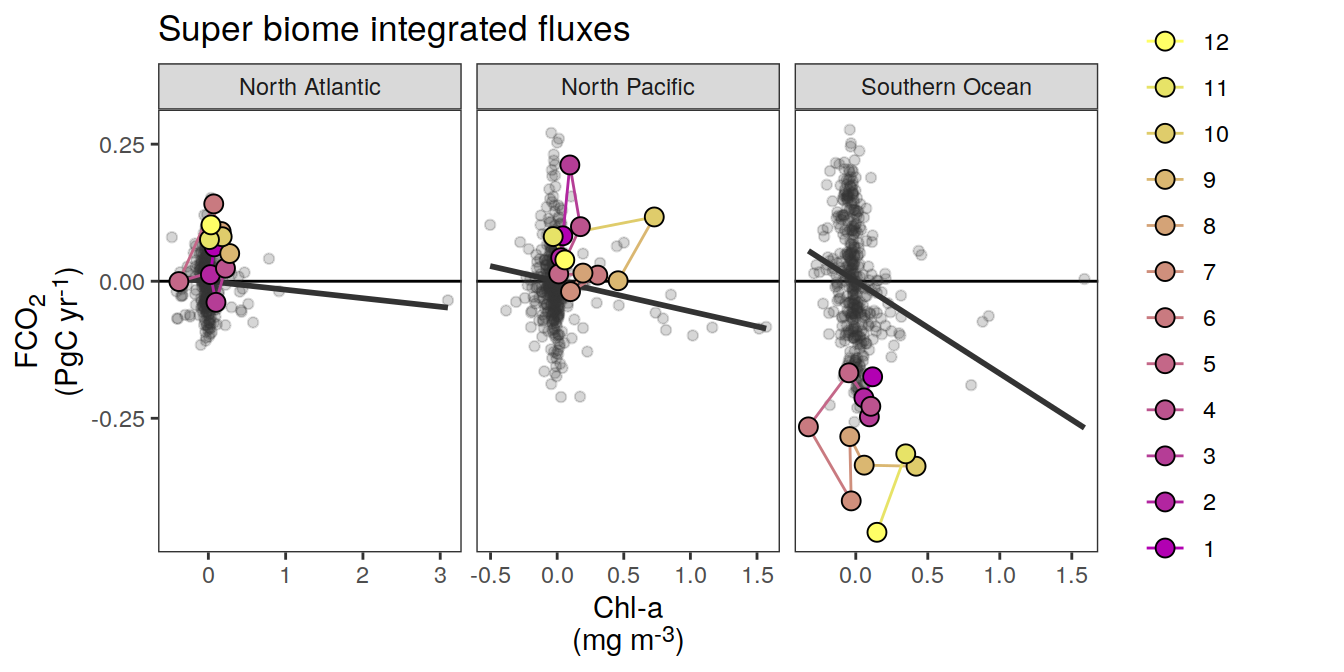 Super biome integrated fluxes
North Atlantic
North Pacific
Southern Ocean
0.25
0.00
-0.25
FCO2
(PgC yr-1)
0 1 2 3
-0.5 0.0 0.5 1.0 1.5
0.0 0.5 1.0 1.5
Chl-a
(mg m-3)
12
11
10
9
8
7
6
5
4
3
2
1